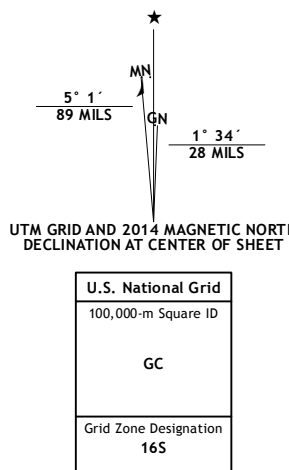 MN
5° 1´
89 MILS
GN
1° 34´
28 MILS
UTM GRID AND 2014 MAGNETIC NORTH
DECLINATION AT CENTER OF SHEET
U.S. National Grid
100,000-m Square ID
GC
Grid Zone Designation
16S